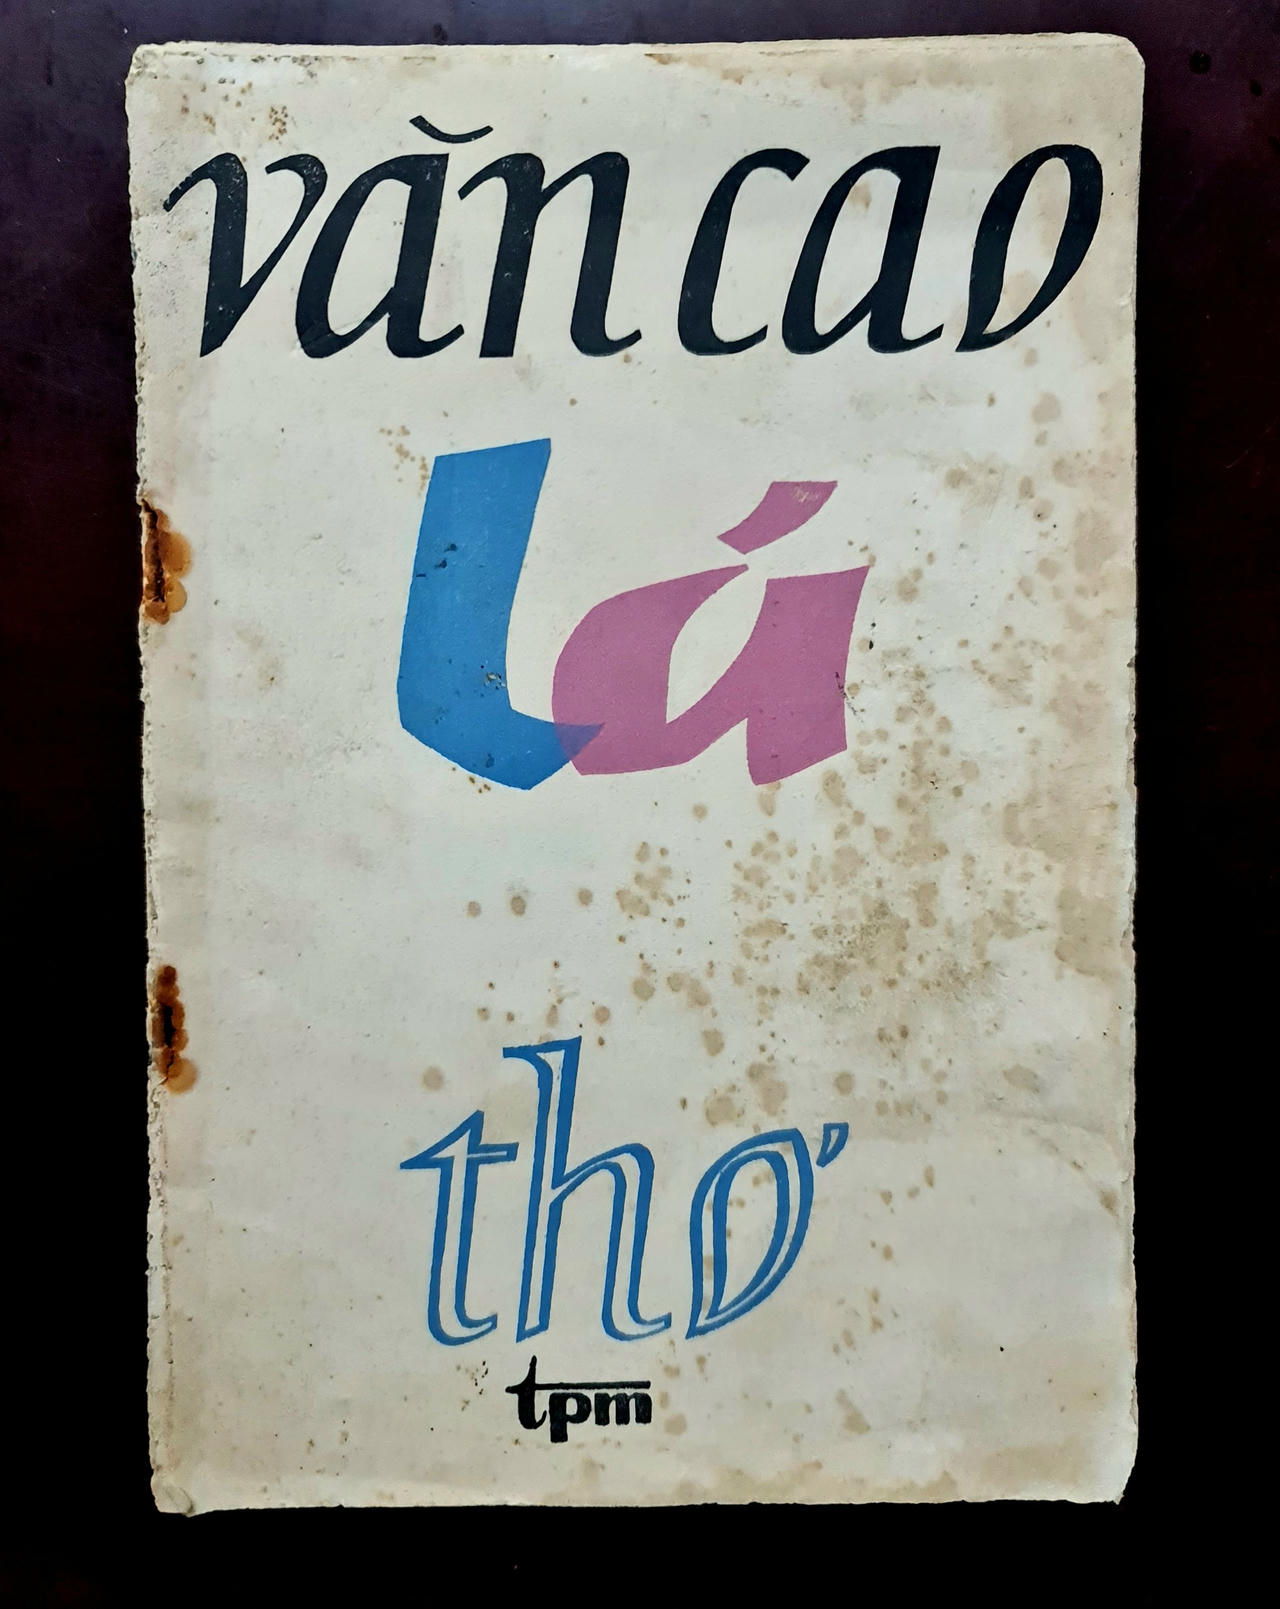 văn cao
lá
thơ
tpm